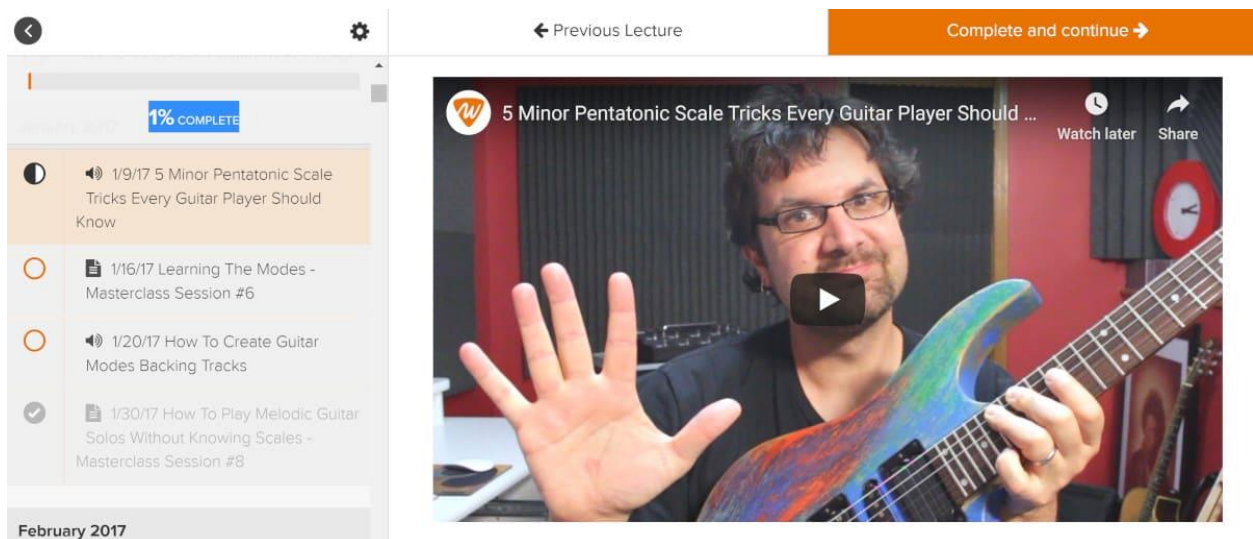 ← Previous Lecture
Complete and continue →
1% COMPLETE
January 2017
1/9/17 5 Minor Pentatonic Scale
Tricks Every Guitar Player Should
Know
1/16/17 Learning The Modes -
Masterclass Session #6
1/20/17 How To Create Guitar
Modes Backing Tracks
1/30/17 How To Play Melodic Guitar
Solos Without Knowing Scales -
Masterclass Session #8
February 2017
W
5 Minor Pentatonic Scale Tricks Every Guitar Player Should ...
Watch later
Share